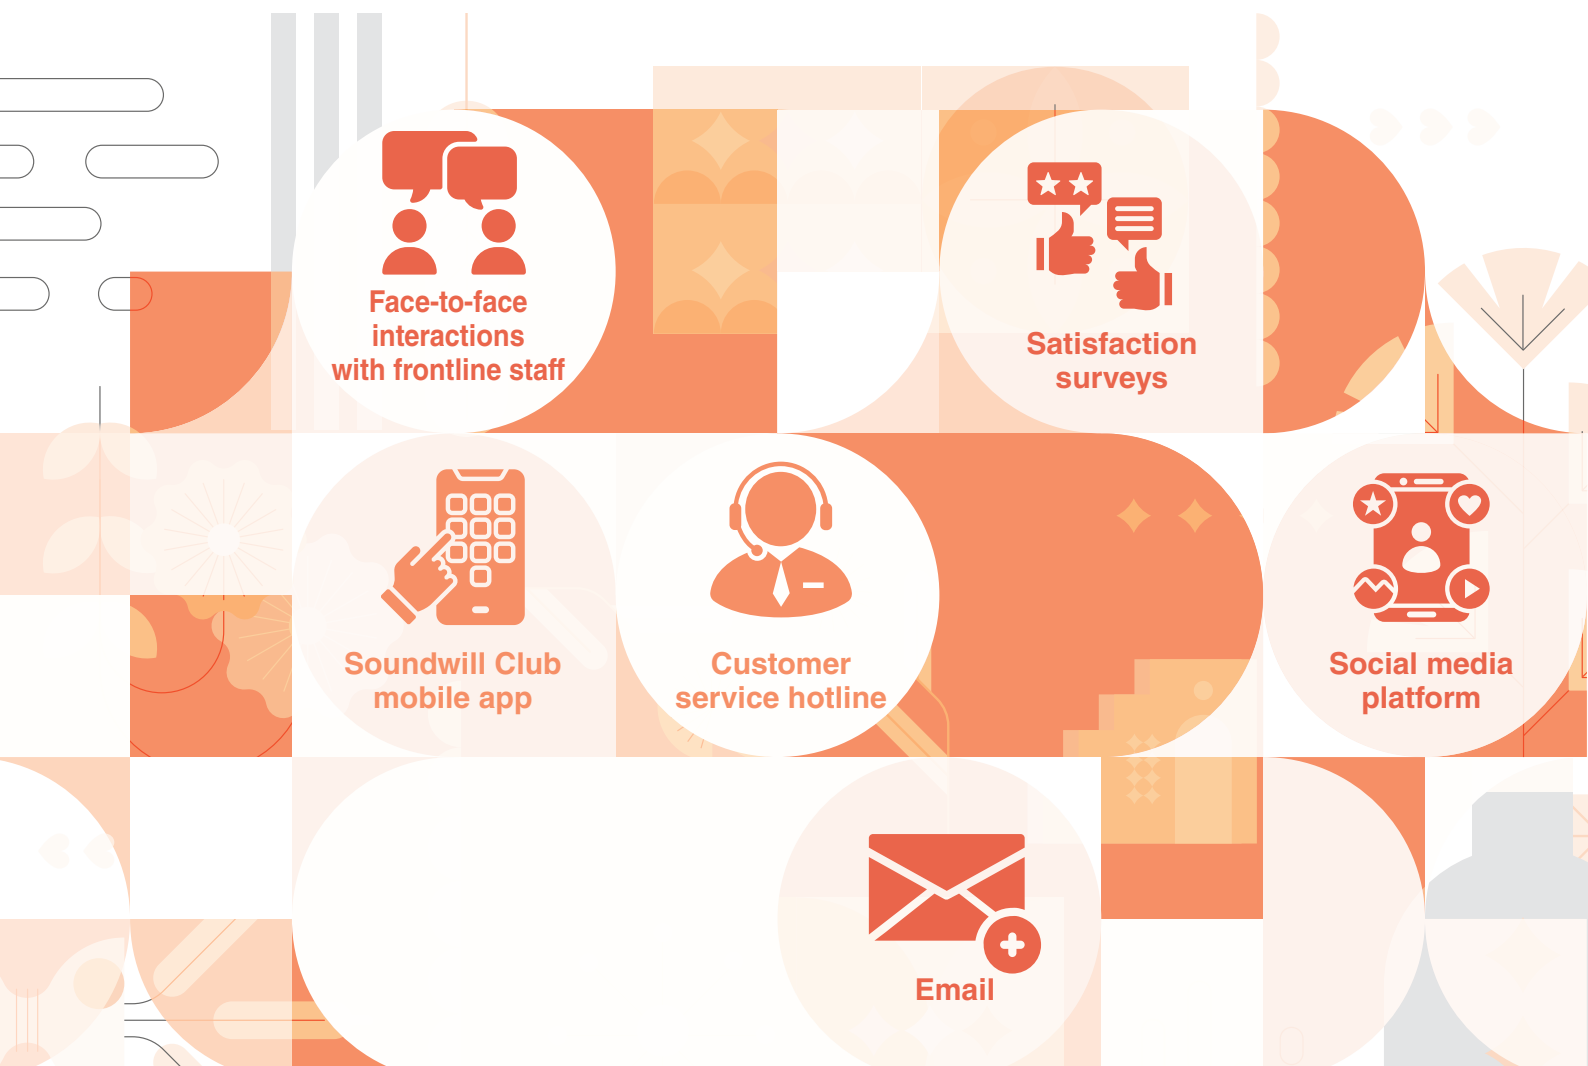 Face-to-face
interactions
with frontline staff
Satisfaction
surveys
Soundwill Club
mobile app
Customer
service hotline
Social media
platform
Email